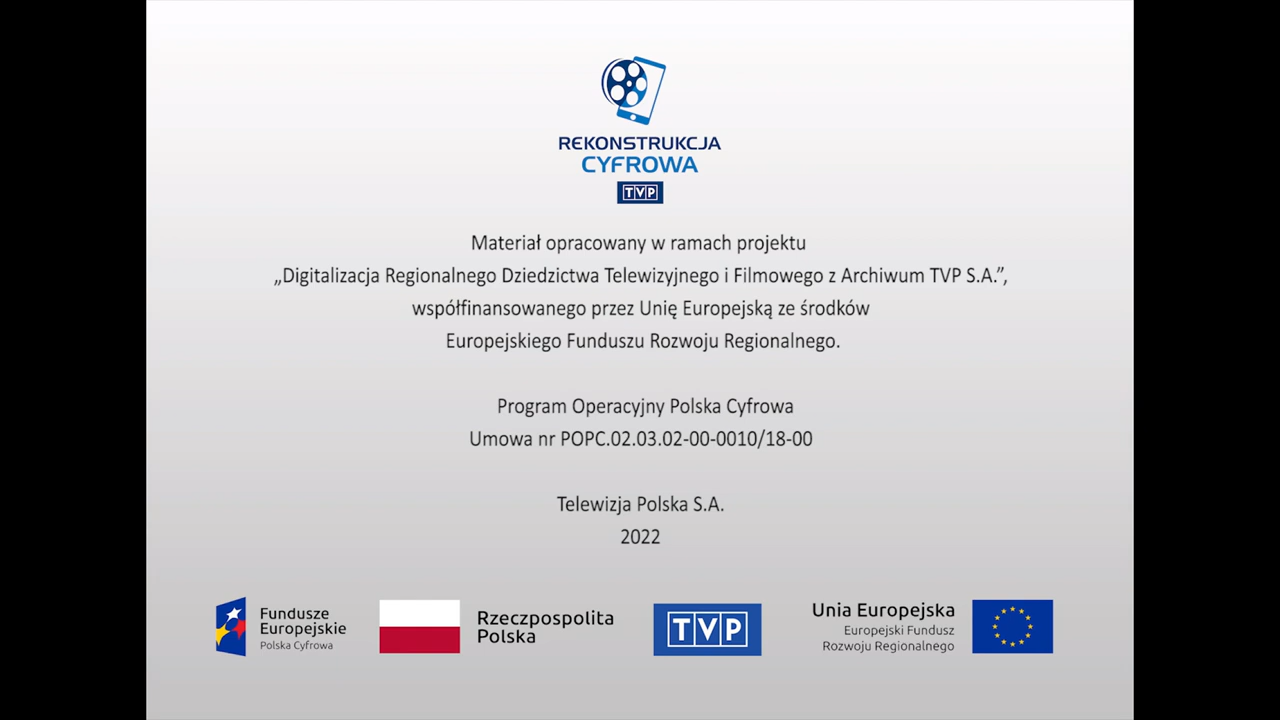 REKONSTRUKCJA
CYFROWA
TVP
Materiał opracowany w ramach projektu
„Digitalizacja Regionalnego Dziedzictwa Telewizyjnego i Filmowego z Archiwum TVP S.A.”,
współfinansowanego przez Unię Europejską ze środków
Europejskiego Funduszu Rozwoju Regionalnego.
Program Operacyjny Polska Cyfrowa
Umowa nr POPC.02.03.02-00-0010/18-00
Telewizja Polska S.A.
2022
Fundusze
Europejskie
Polska Cyfrowa
Rzeczpospolita
Polska
TVP
Unia Europejska
Europejski Fundusz
Rozwoju Regionalnego